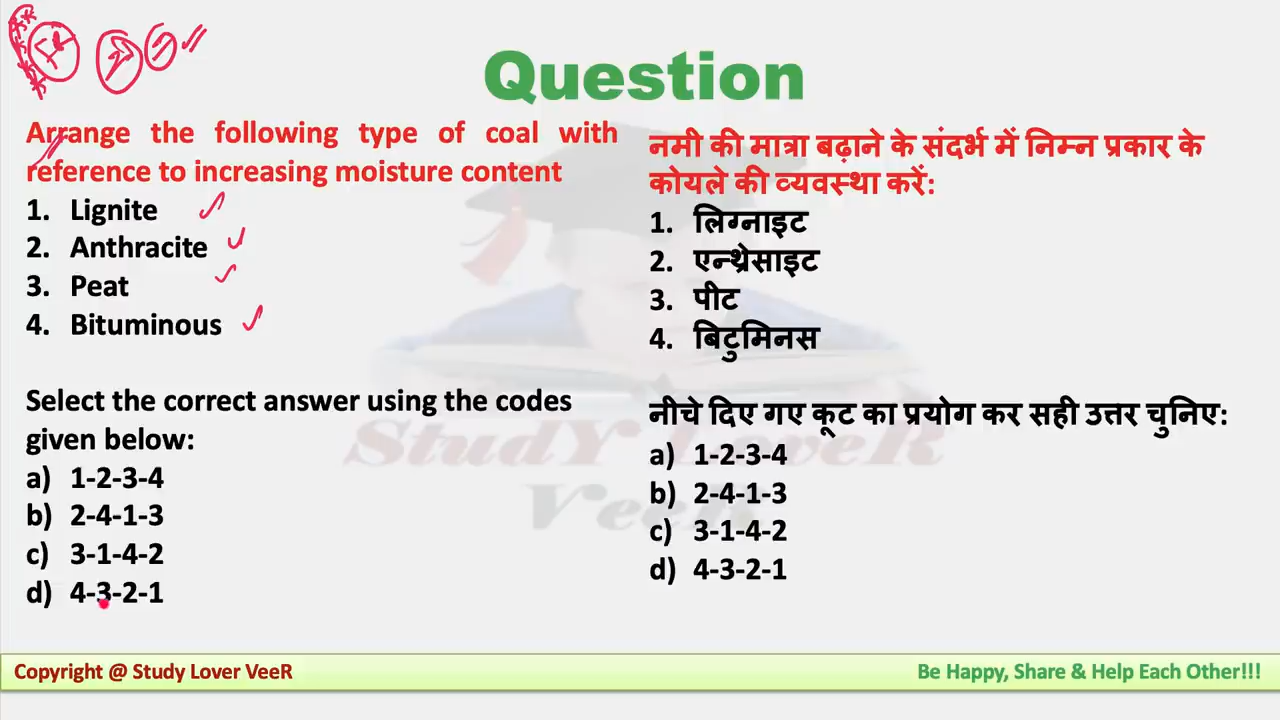 Question
Arrange the following type of coal with
reference to increasing moisture content
1. Lignite
2. Anthracite
3. Peat
4. Bituminous
Select the correct answer using the codes
given below:
a) 1-2-3-4
b) 2-4-1-3
c) 3-1-4-2
d) 4-3-2-1
नमी की मात्रा बढ़ाने के संदर्भ में निम्न प्रकार के
कोयले की व्यवस्था करें:
1. लिग्नाइट
2. एन्थ्रेसाइट
3. पीट
4. बिटुमिनस
नीचे दिए गए कूट का प्रयोग कर सही उत्तर चुनिए:
a) 1-2-3-4
b) 2-4-1-3
c) 3-1-4-2
d) 4-3-2-1
StudY LoveR
VeeR
Copyright @ Study Lover VeeR
Be Happy, Share & Help Each Other!!!